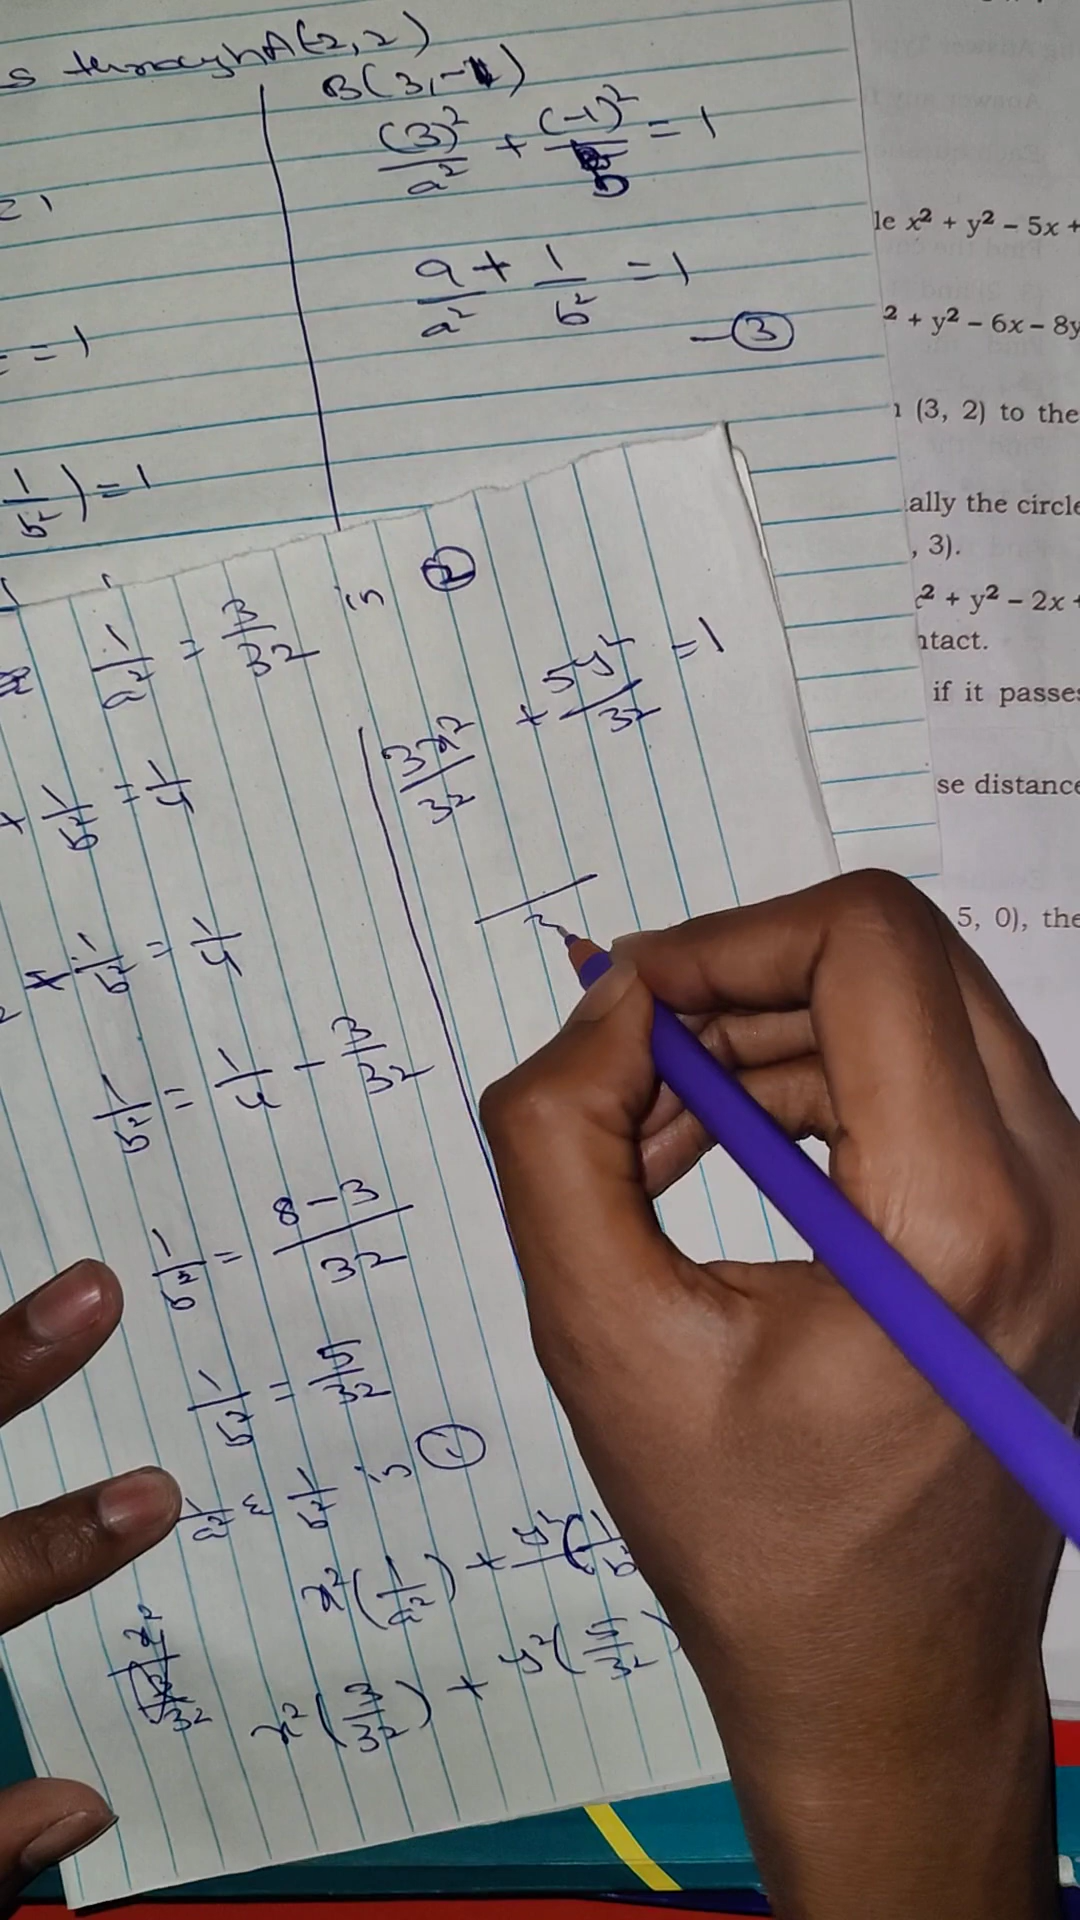 s through A(-2, 2)
B(3, -1)
(3)²/a² + (-1)²/b = 1
9/a² + 1/b² = 1
— ③
= 1
1/b²) = 1
1/a² = 3/32 in ②
+ 1/b² = 1/4
+ 1/b² = 1/4
1/b² = 1/4 - 3/32
1/b² = 8-3/32
1/b² = 5/32
1/a² & 1/b² in ①
x²(1/a²) + y²(1/b²
x²(3/32) + y²(5/32)
3x²/32 + 5y²/32 = 1
3
le x² + y² – 5x +
² + y² – 6x – 8y
(3, 2) to the
ally the circle
, 3).
² + y² – 2x +
ntact.
if it passes
se distance
5, 0), the